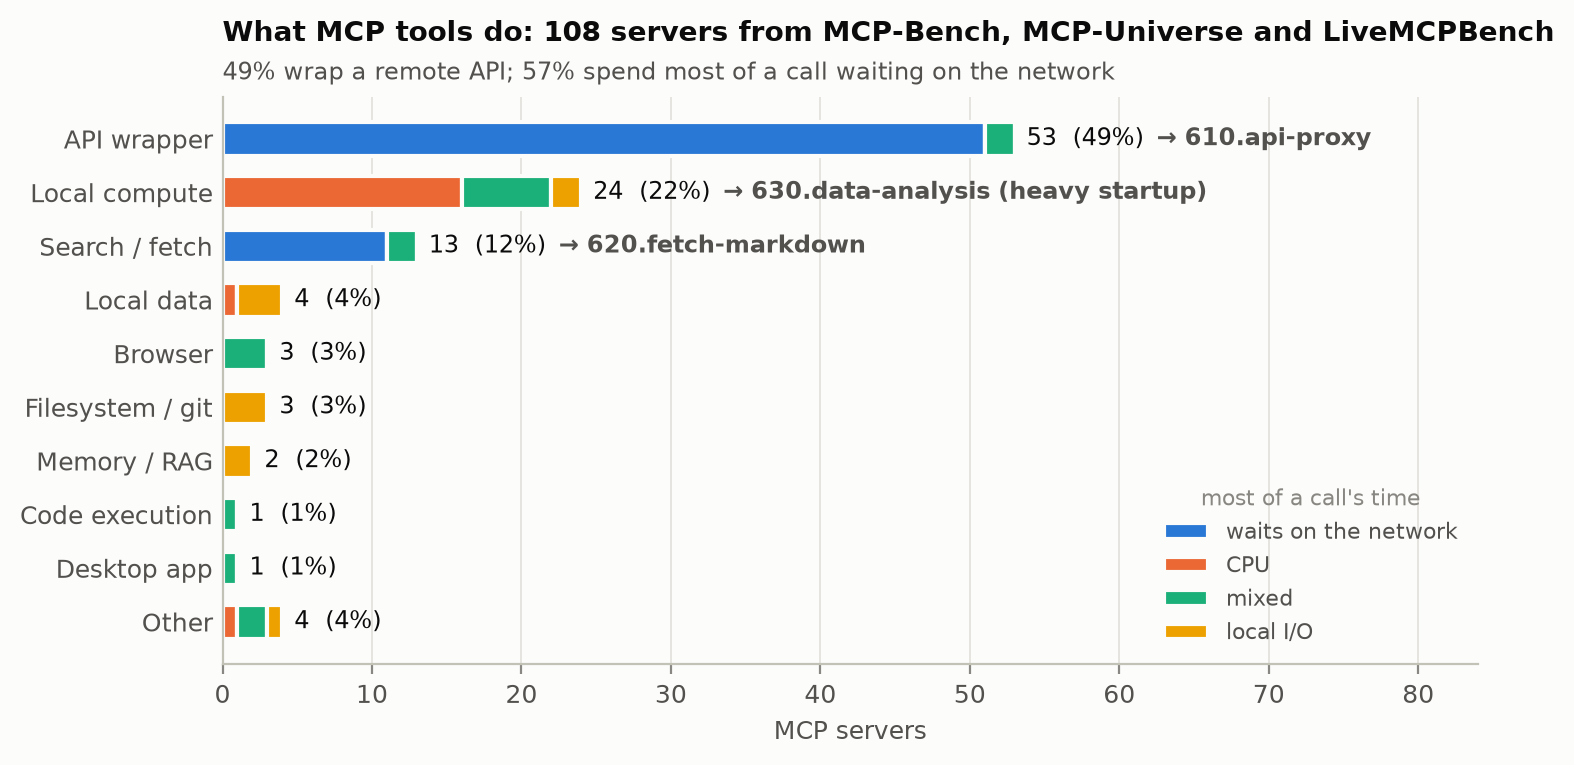 What MCP tools do: 108 servers from MCP-Bench, MCP-Universe and LiveMCPBench
49% wrap a remote API; 57% spend most of a call waiting on the network
API wrapper 53 (49%) → 610.api-proxy
Local compute 24 (22%) → 630.data-analysis (heavy startup)
Search / fetch 13 (12%) → 620.fetch-markdown
Local data 4 (4%)
Browser 3 (3%)
Filesystem / git 3 (3%)
Memory / RAG 2 (2%)
Code execution 1 (1%)
Desktop app 1 (1%)
Other 4 (4%)
most of a call's time
waits on the network
CPU
mixed
local I/O
0 10 20 30 40 50 60 70 80
MCP servers